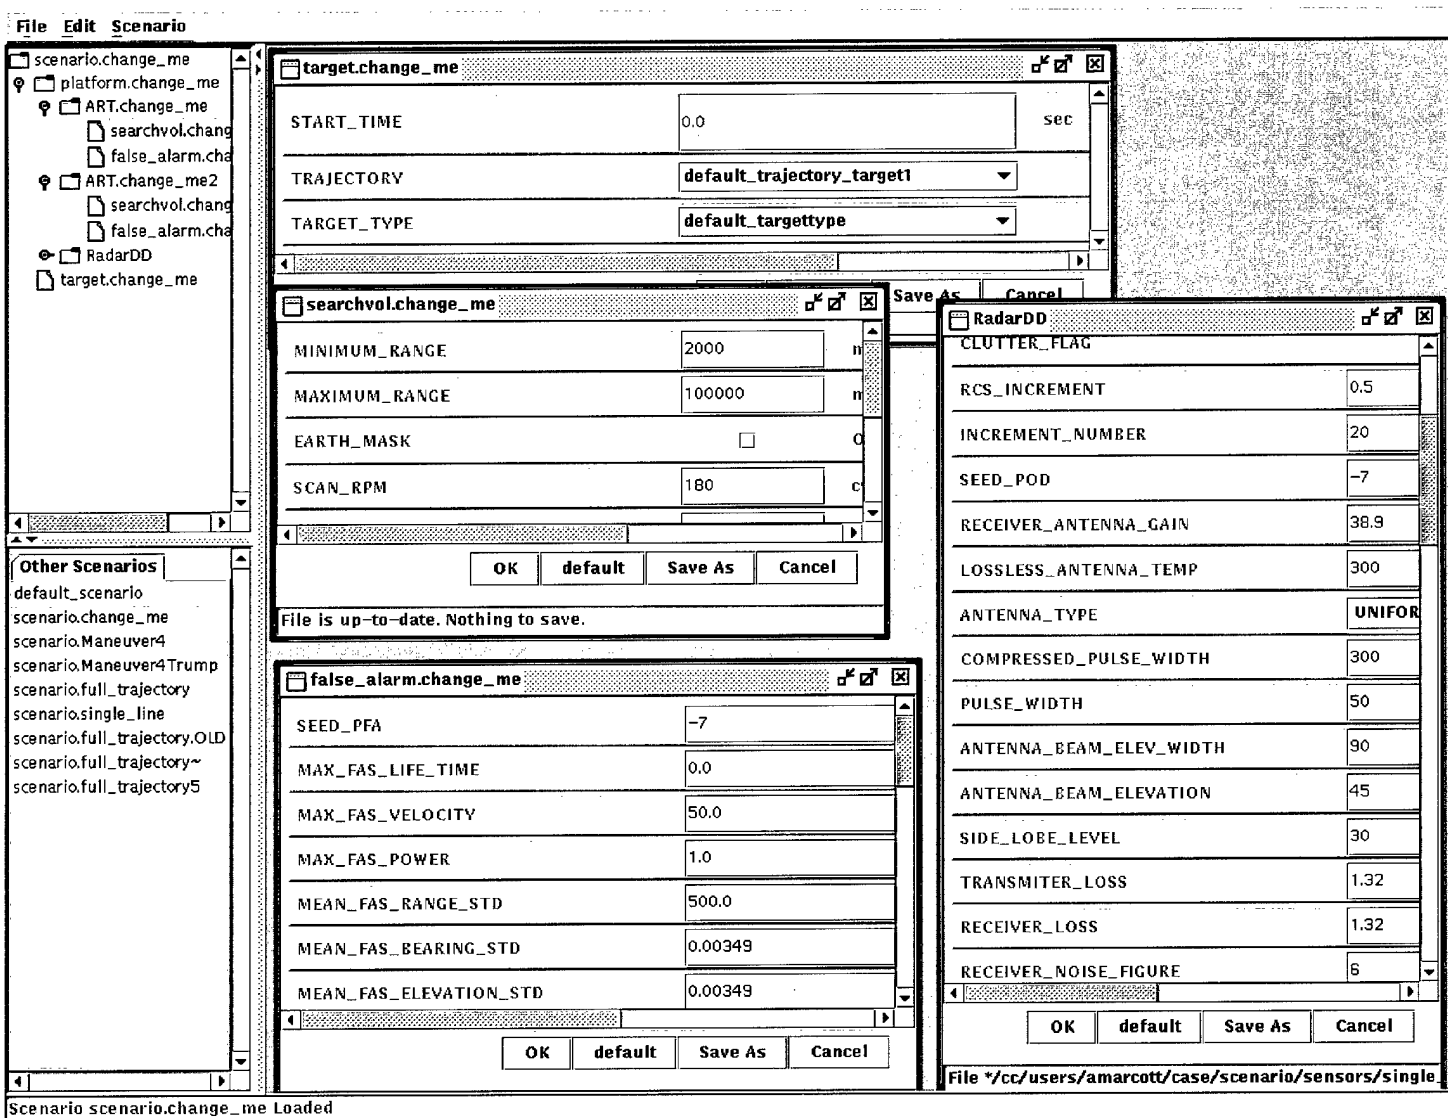 File Edit Scenario
scenario.change_me
platform.change_me
ART.change_me
searchvol.chang
false_alarm.cha
ART.change_me2
searchvol.chang
false_alarm.cha
RadarDD
target.change_me
Other Scenarios
default_scenario
scenario.change_me
scenario.Maneuver4
scenario.Maneuver4Trump
scenario.full_trajectory
scenario.single_line
scenario.full_trajectory.OLD
scenario.full_trajectory~
scenario.full_trajectory5
target.change_me
START_TIME 0.0 sec
TRAJECTORY default_trajectory_target1
TARGET_TYPE default_targettype
Save As Cancel
searchvol.change_me
MINIMUM_RANGE 2000 m
MAXIMUM_RANGE 100000 m
EARTH_MASK O
SCAN_RPM 180 c
OK default Save As Cancel
File is up-to-date. Nothing to save.
false_alarm.change_me
SEED_PFA -7
MAX_FAS_LIFE_TIME 0.0
MAX_FAS_VELOCITY 50.0
MAX_FAS_POWER 1.0
MEAN_FAS_RANGE_STD 500.0
MEAN_FAS_BEARING_STD 0.00349
MEAN_FAS_ELEVATION_STD 0.00349
OK default Save As Cancel
RadarDD
CLUTTER_FLAG
RCS_INCREMENT 0.5
INCREMENT_NUMBER 20
SEED_POD -7
RECEIVER_ANTENNA_GAIN 38.9
LOSSLESS_ANTENNA_TEMP 300
ANTENNA_TYPE UNIFOR
COMPRESSED_PULSE_WIDTH 300
PULSE_WIDTH 50
ANTENNA_BEAM_ELEV_WIDTH 90
ANTENNA_BEAM_ELEVATION 45
SIDE_LOBE_LEVEL 30
TRANSMITER_LOSS 1.32
RECEIVER_LOSS 1.32
RECEIVER_NOISE_FIGURE 6
OK default Save As Cancel
File "/cc/users/amarcott/case/scenario/sensors/single_
Scenario scenario.change_me Loaded